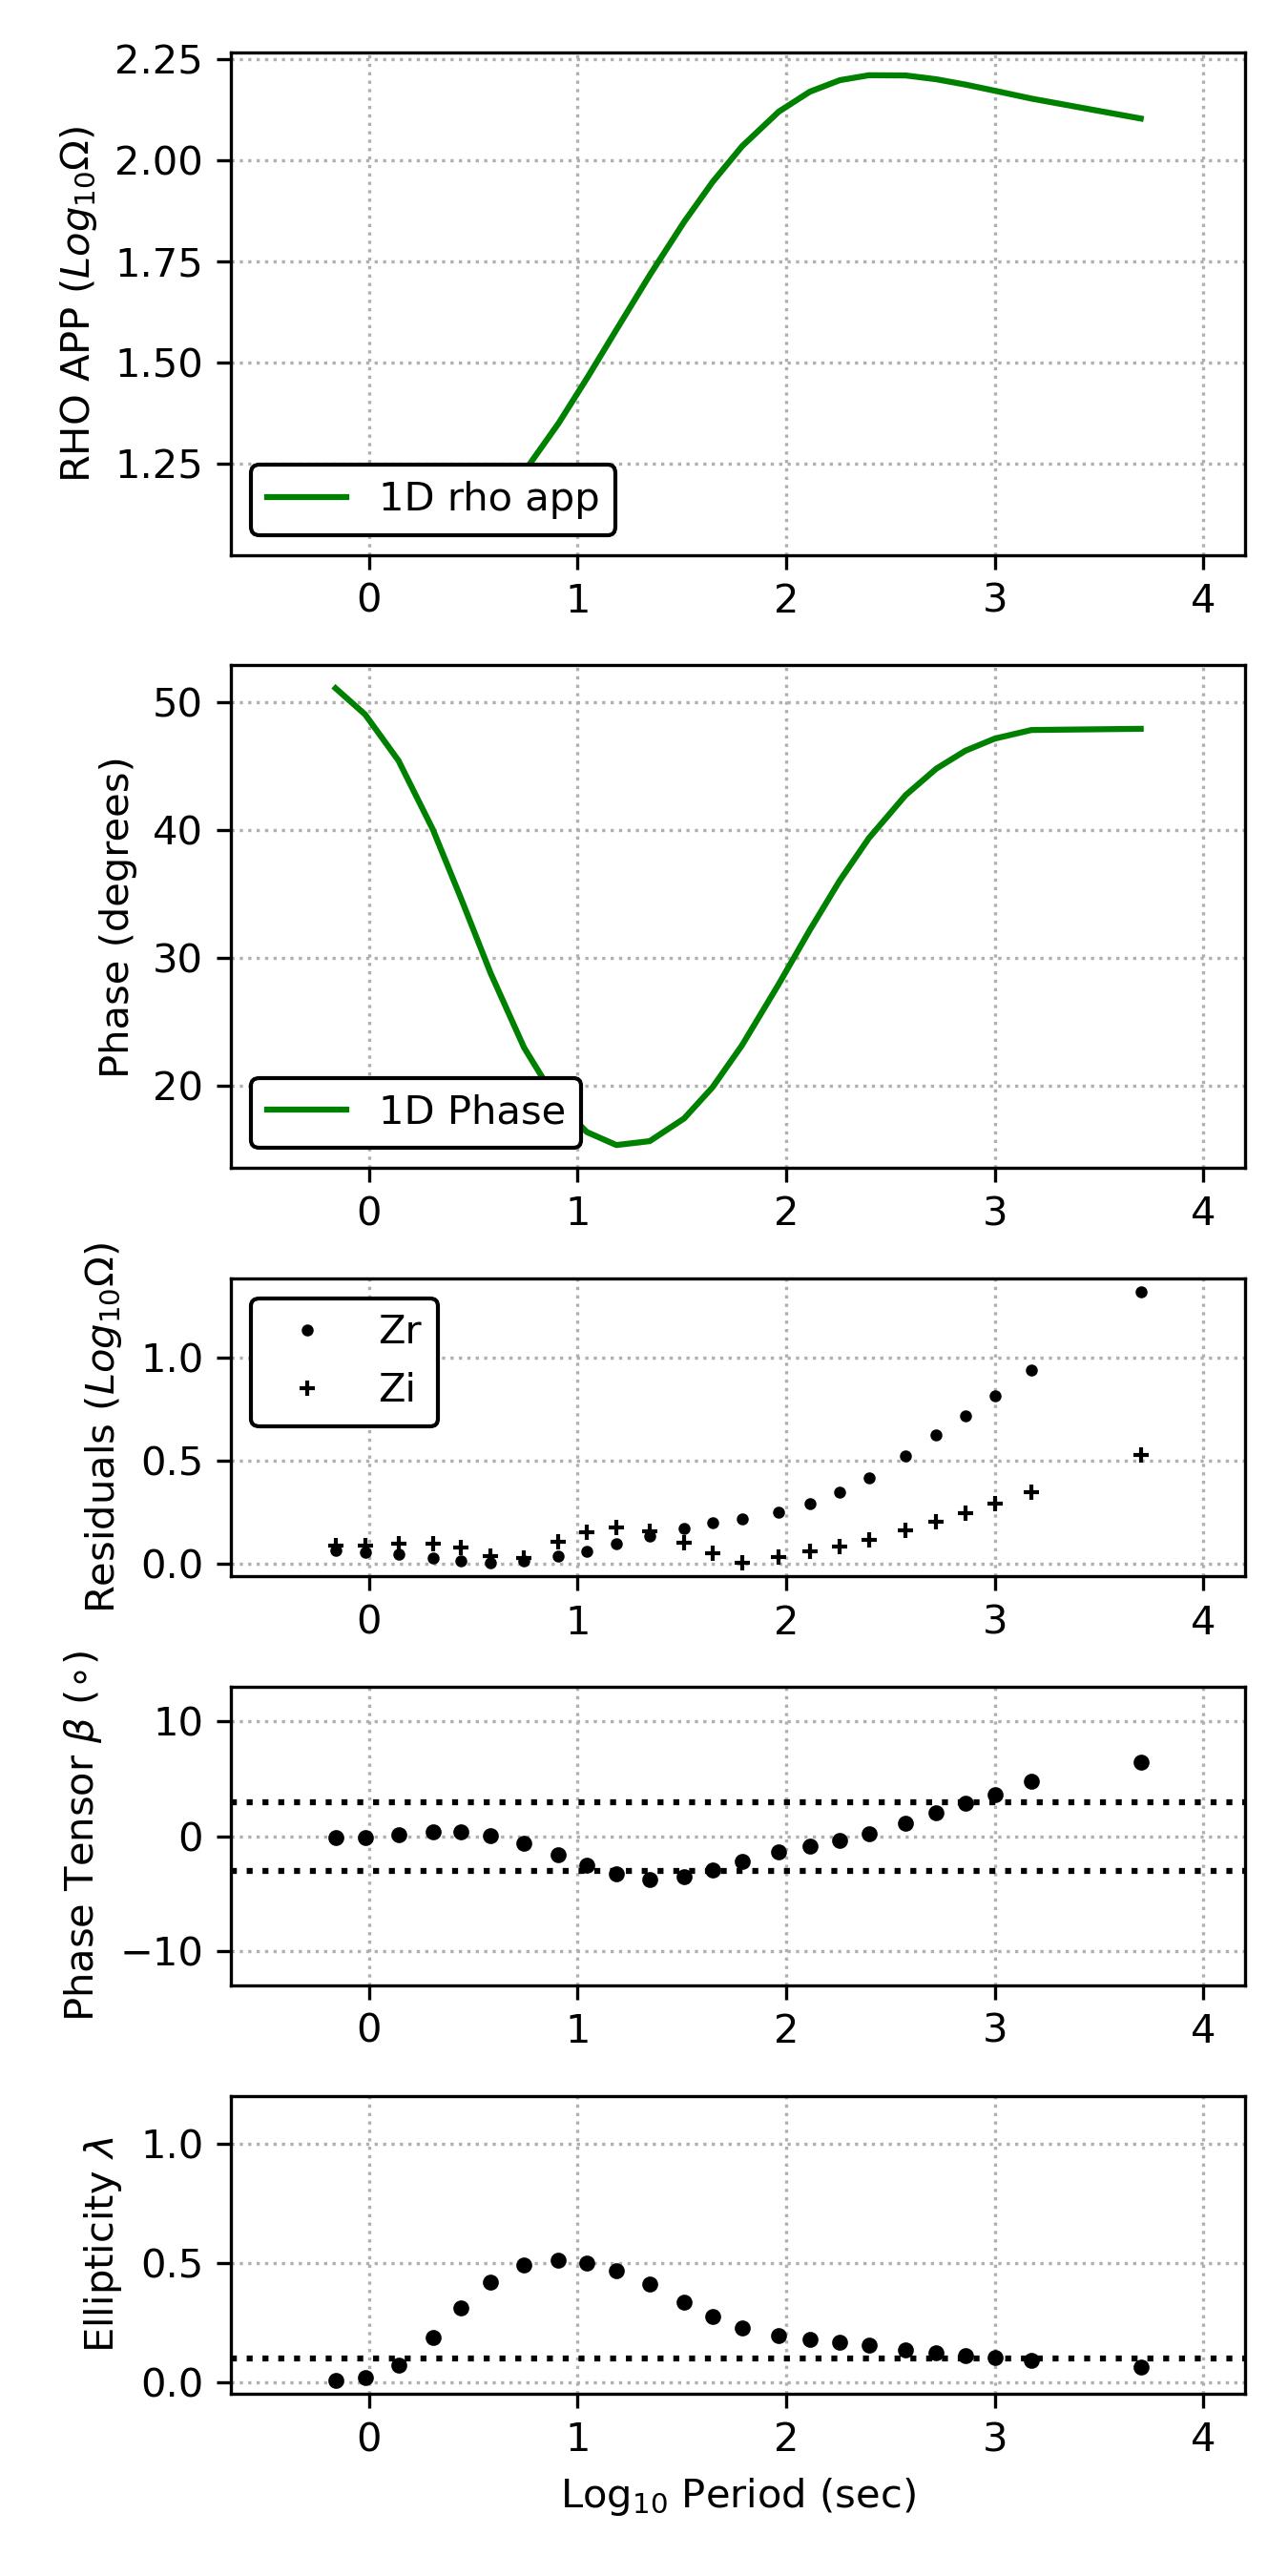 2.25
2.00
1.75
1.50
1.25
RHO APP (Log₁₀Ω)
1D rho app
0 1 2 3 4
50
40
30
20
Phase (degrees)
1D Phase
0 1 2 3 4
1.0
0.5
0.0
Residuals (Log₁₀Ω)
Zr
Zi
0 1 2 3 4
10
0
−10
Phase Tensor β (∘)
0 1 2 3 4
1.0
0.5
0.0
Ellipticity λ
0 1 2 3 4
Log₁₀ Period (sec)